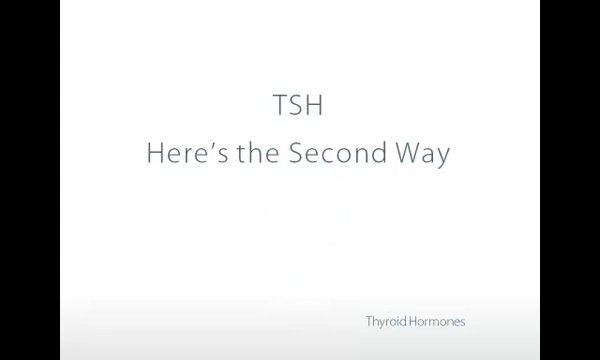 TSH
Here’s the Second Way
Thyroid Hormones